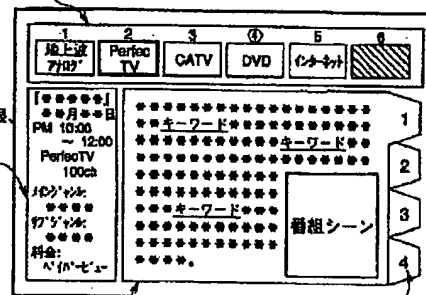 1 2 3 ④ 5 6
地上波 アナログ
Perfec TV
CATV
DVD
インターネット
『*****』
**月**日
PM 10:00
~ 12:00
PerfecTV
100ch
メインジャンル:
****
サブジャンル:
****
料金:
ペイパービュー
キーワード
キーワード
キーワード
番組シーン
1
2
3
4